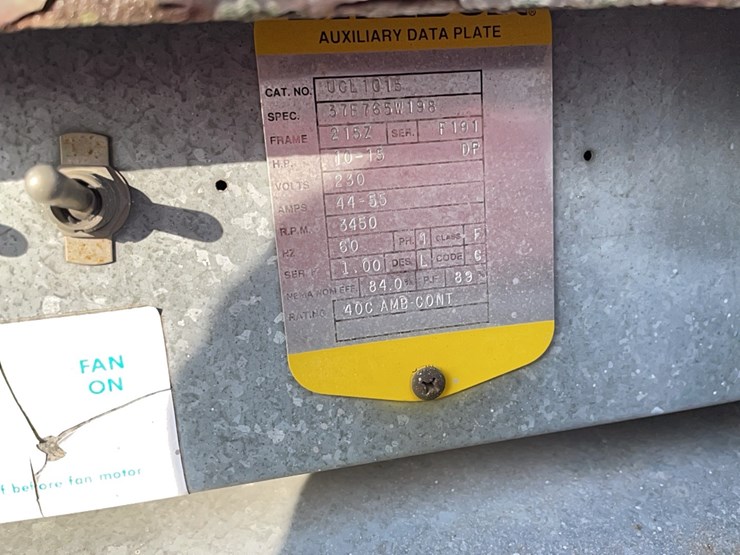 AUXILIARY DATA PLATE
CAT. NO. UCL1015
SPEC. 37F765W198
FRAME 215Z SER. F191
H.P. 10-15 DP
VOLTS 230
AMPS 44-55
R.P.M. 3450
HZ 60 PH 1 CLASS F
SER.F 1.00 DES L CODE G
NEMA NOM EFF 84.0 % P.F. 89
RATING 40C AMB-CONT
FAN
ON
before fan motor